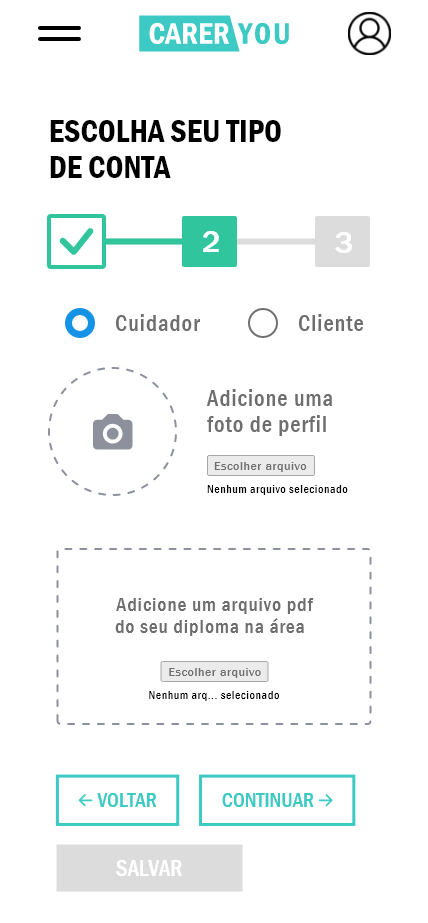 CARER YOU
ESCOLHA SEU TIPO
DE CONTA
2 3
Cuidador Cliente
Adicione uma
foto de perfil
Escolher arquivo
Nenhum arquivo selecionado
Adicione um arquivo pdf
do seu diploma na área
Escolher arquivo
Nenhum arq... selecionado
← VOLTAR CONTINUAR →
SALVAR